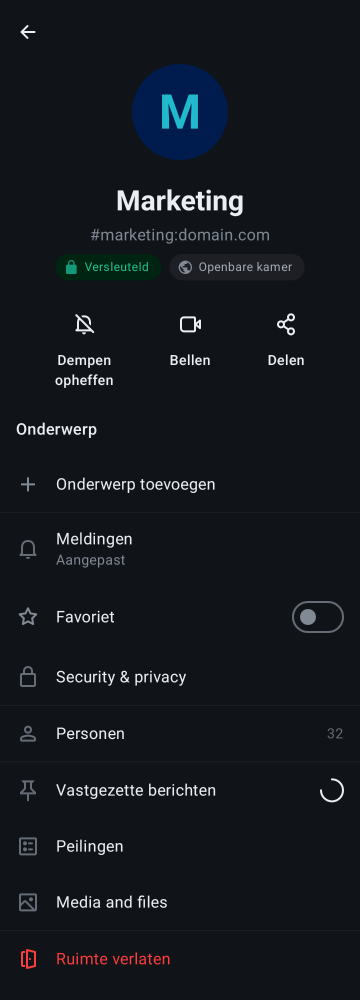 M
Marketing
#marketing:domain.com
Versleuteld
Openbare kamer
Dempen
opheffen
Bellen
Delen
Onderwerp
Onderwerp toevoegen
Meldingen
Aangepast
Favoriet
Security & privacy
Personen
32
Vastgezette berichten
Peilingen
Media and files
Ruimte verlaten